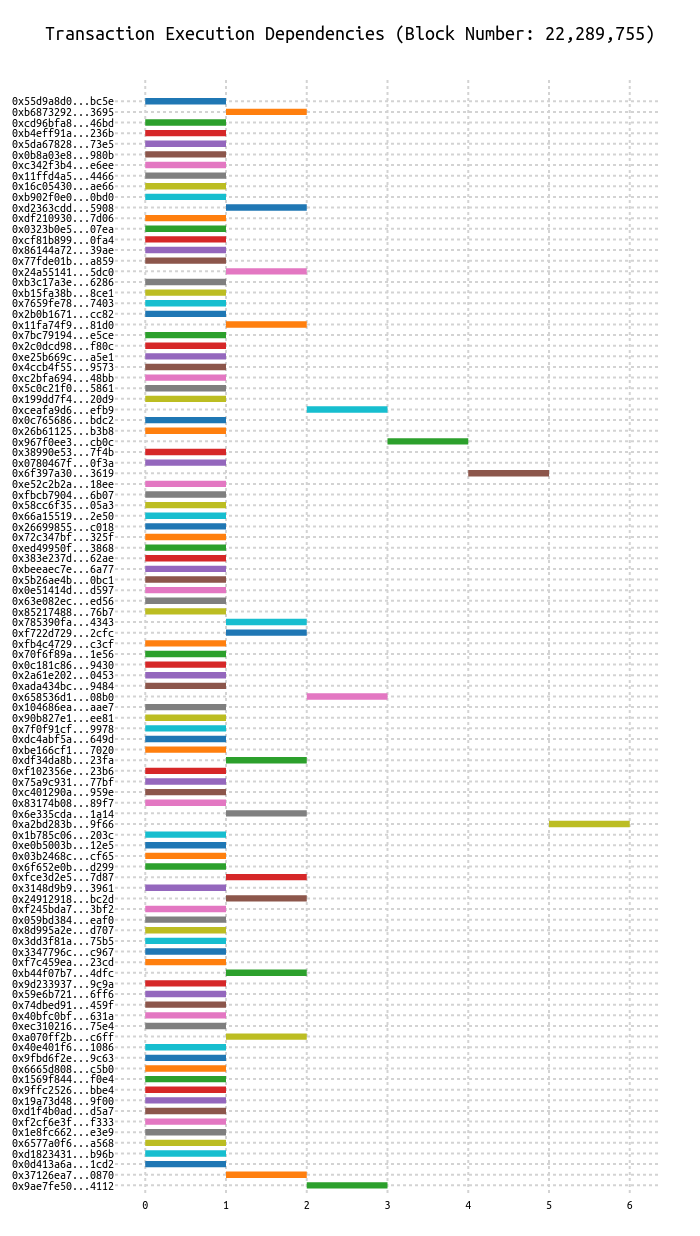 Transaction Execution Dependencies (Block Number: 22,289,755)
0x55d9a8d0...bc5e
0xb6873292...3695
0xcd96bfa8...46bd
0xb4eff91a...236b
0x5da67828...73e5
0x0b8a03e8...980b
0xc342f3b4...e6ee
0x11ffd4a5...4466
0x16c05430...ae66
0xb902f0e0...0bd0
0xd2363cdd...5908
0xdf210930...7d06
0x0323b0e5...07ea
0xcf81b899...0fa4
0x86144a72...39ae
0x77fde01b...a859
0x24a55141...5dc0
0xb3c17a3e...6286
0xb15fa38b...8ce1
0x7659fe78...7403
0x2b0b1671...cc82
0x11fa74f9...81d0
0x7bc79194...e5ce
0x2c0dcd98...f80c
0xe25b669c...a5e1
0x4ccb4f55...9573
0xc2bfa694...48bb
0x5c0c21f0...5861
0x199dd7f4...20d9
0xceafa9d6...efb9
0x0c765686...bdc2
0x26b61125...b3b8
0x967f0ee3...cb0c
0x38990e53...7f4b
0x0780467f...0f3a
0x6f397a30...3619
0xe52c2b2a...18ee
0xfbcb7904...6b07
0x58cc6f35...05a3
0x66a15519...2e50
0x26699855...c018
0x72c347bf...325f
0xed49950f...3868
0x383e237d...62ae
0xbeeaec7e...6a77
0x5b26ae4b...0bc1
0x0e51414d...d597
0x63e082ec...ed56
0x85217488...76b7
0x785390fa...4343
0xf722d729...2cfc
0xfb4c4729...c3cf
0x70f6f89a...1e56
0x0c181c86...9430
0x2a61e202...0453
0xada434bc...9484
0x658536d1...08b0
0x104686ea...aae7
0x90b827e1...ee81
0x7f0f91cf...9978
0xdc4abf5a...649d
0xbe166cf1...7020
0xdf34da8b...23fa
0xf102356e...23b6
0x75a9c931...77bf
0xc401290a...959e
0x83174b08...89f7
0x6e335cda...1a14
0xa2bd283b...9f66
0x1b785c06...203c
0xe0b5003b...12e5
0x03b2468c...cf65
0x6f652e0b...d299
0xfce3d2e5...7d87
0x3148d9b9...3961
0x24912918...bc2d
0xf245bda7...3bf2
0x059bd384...eaf0
0x8d995a2e...d707
0x3dd3f81a...75b5
0x3347796c...c967
0xf7c459ea...23cd
0xb44f07b7...4dfc
0x9d233937...9c9a
0x59e6b721...6ff6
0x74dbed91...459f
0x40bfc0bf...631a
0xec310216...75e4
0xa070ff2b...c6ff
0x40e401f6...1086
0x9fbd6f2e...9c63
0x6665d808...c5b0
0x1569f844...f0e4
0x9ffc2526...bbe4
0x19a73d48...9f00
0xd1f4b0ad...d5a7
0xf2cf6e3f...f333
0x1e8fc662...e3e9
0x6577a0f6...a568
0xd1823431...b96b
0x0d413a6a...1cd2
0x37126ea7...0870
0x9ae7fe50...4112
0 1 2 3 4 5 6